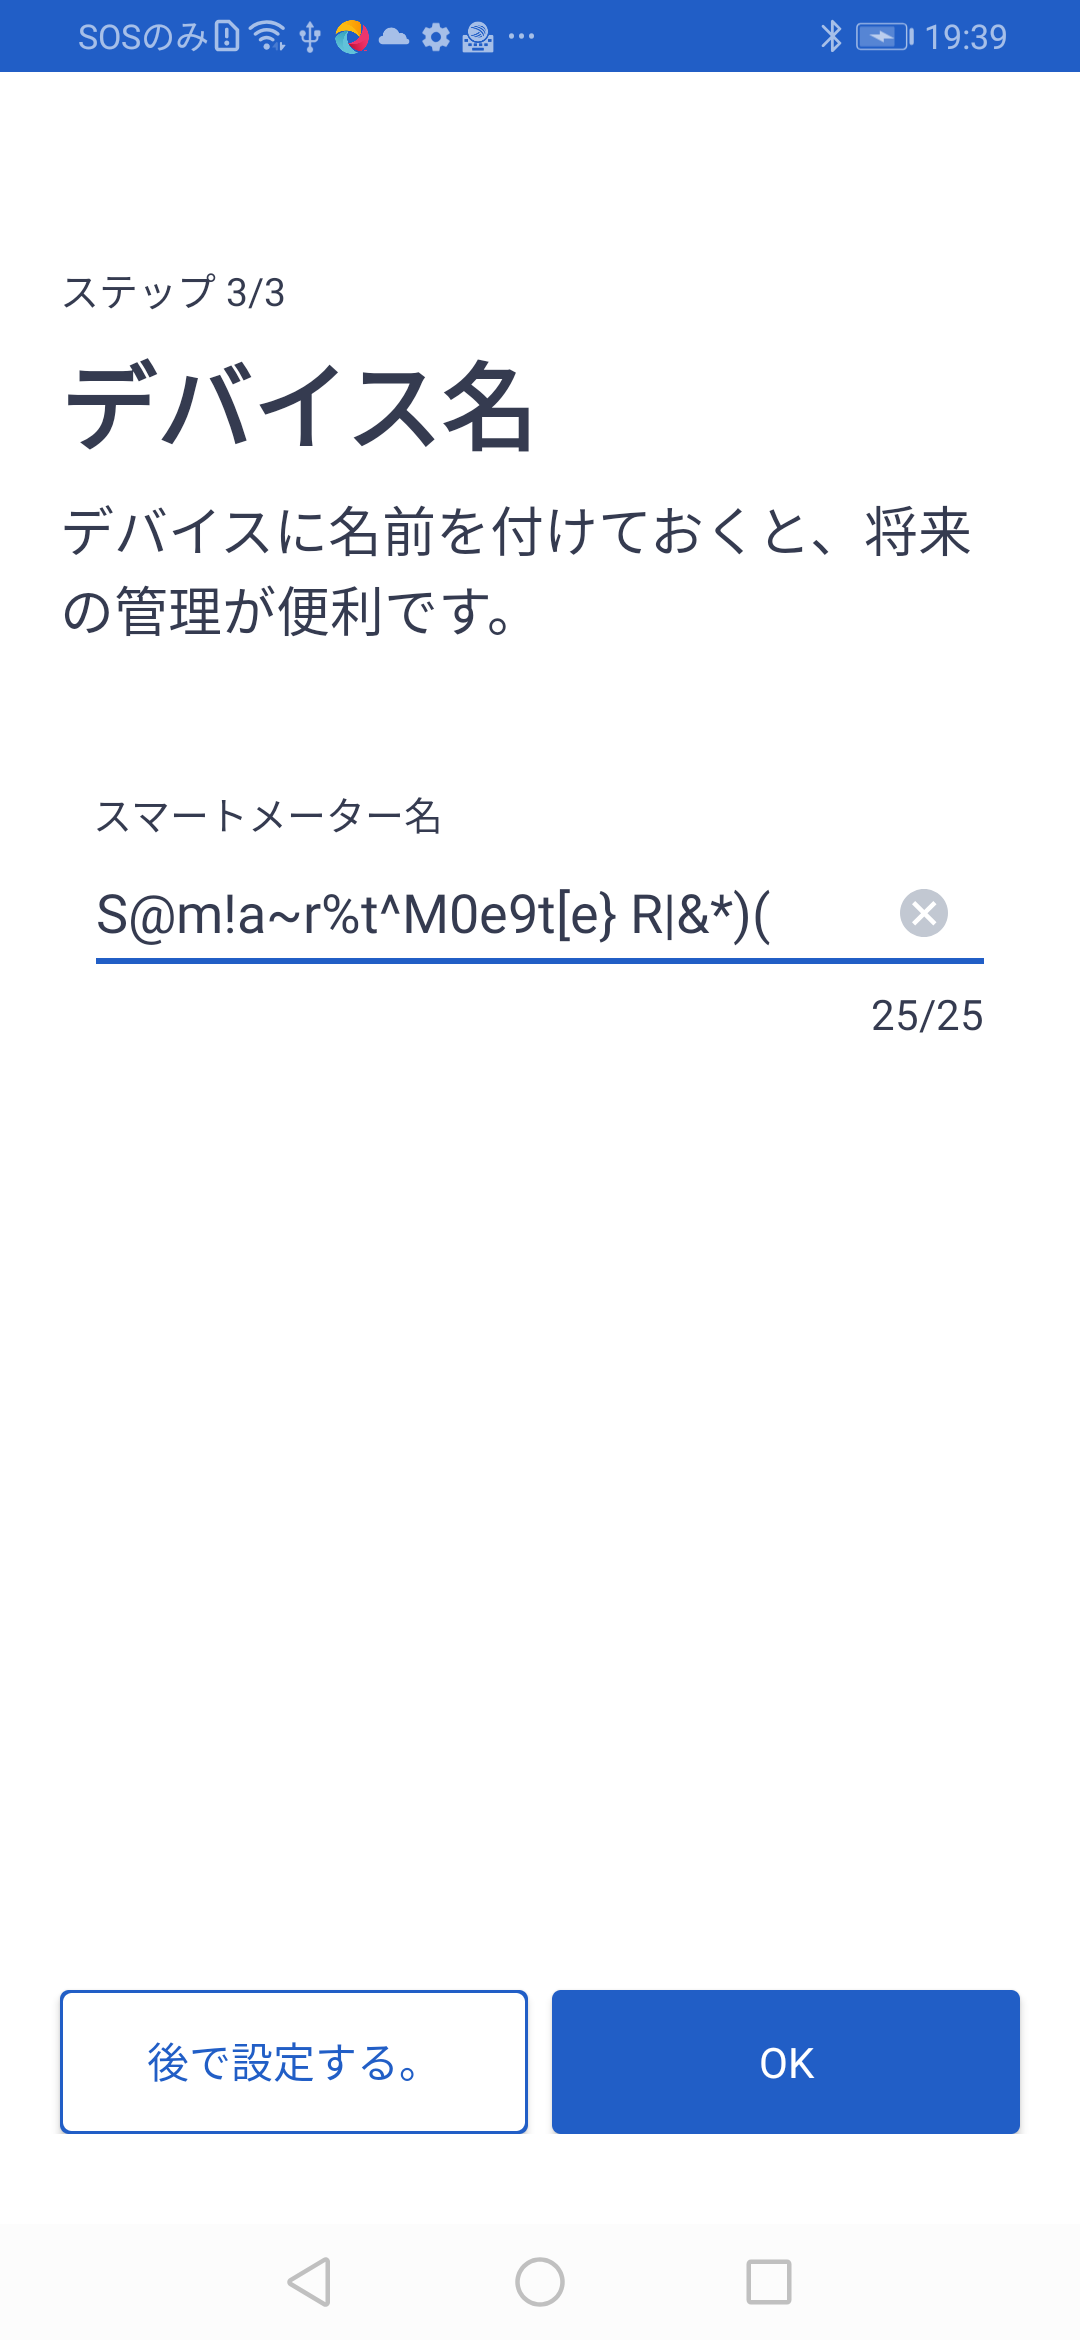 SOSのみ 19:39
ステップ 3/3
デバイス名
デバイスに名前を付けておくと、将来
の管理が便利です。
スマートメーター名
S@m!a~r%t^M0e9t[e} R|&*)(
25/25
後で設定する。
OK